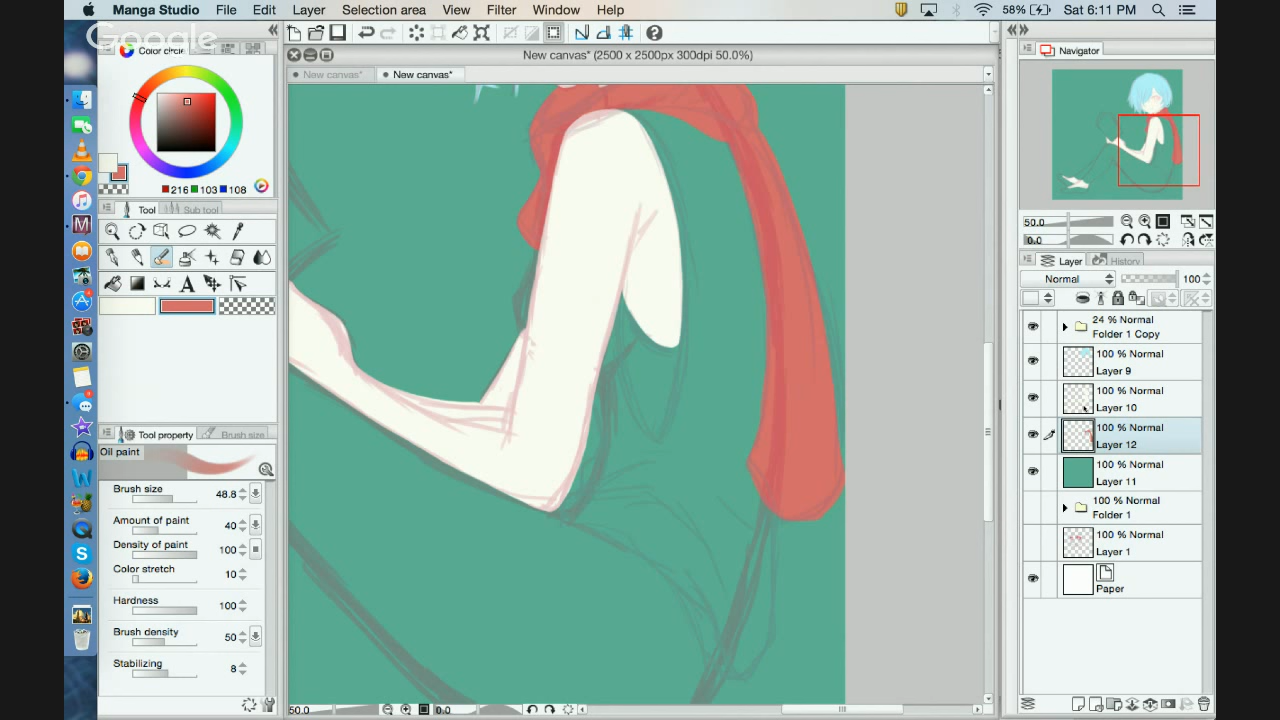 Manga Studio File Edit Layer Selection area View Filter Window Help
58% Sat 6:11 PM
Google
Color circle
New canvas* (2500 x 2500px 300dpi 50.0%)
New canvas*
New canvas*
Navigator
216 103 108
Tool
Sub tool
50.0
0.0
Layer
History
Normal
100
24 % Normal
Folder 1 Copy
100 % Normal
Layer 9
100 % Normal
Layer 10
100 % Normal
Layer 12
100 % Normal
Layer 11
100 % Normal
Folder 1
100 % Normal
Layer 1
Paper
Tool property
Brush size
Oil paint
Brush size 48.8
Amount of paint 40
Density of paint 100
Color stretch 10
Hardness 100
Brush density 50
Stabilizing 8
50.0
0.0